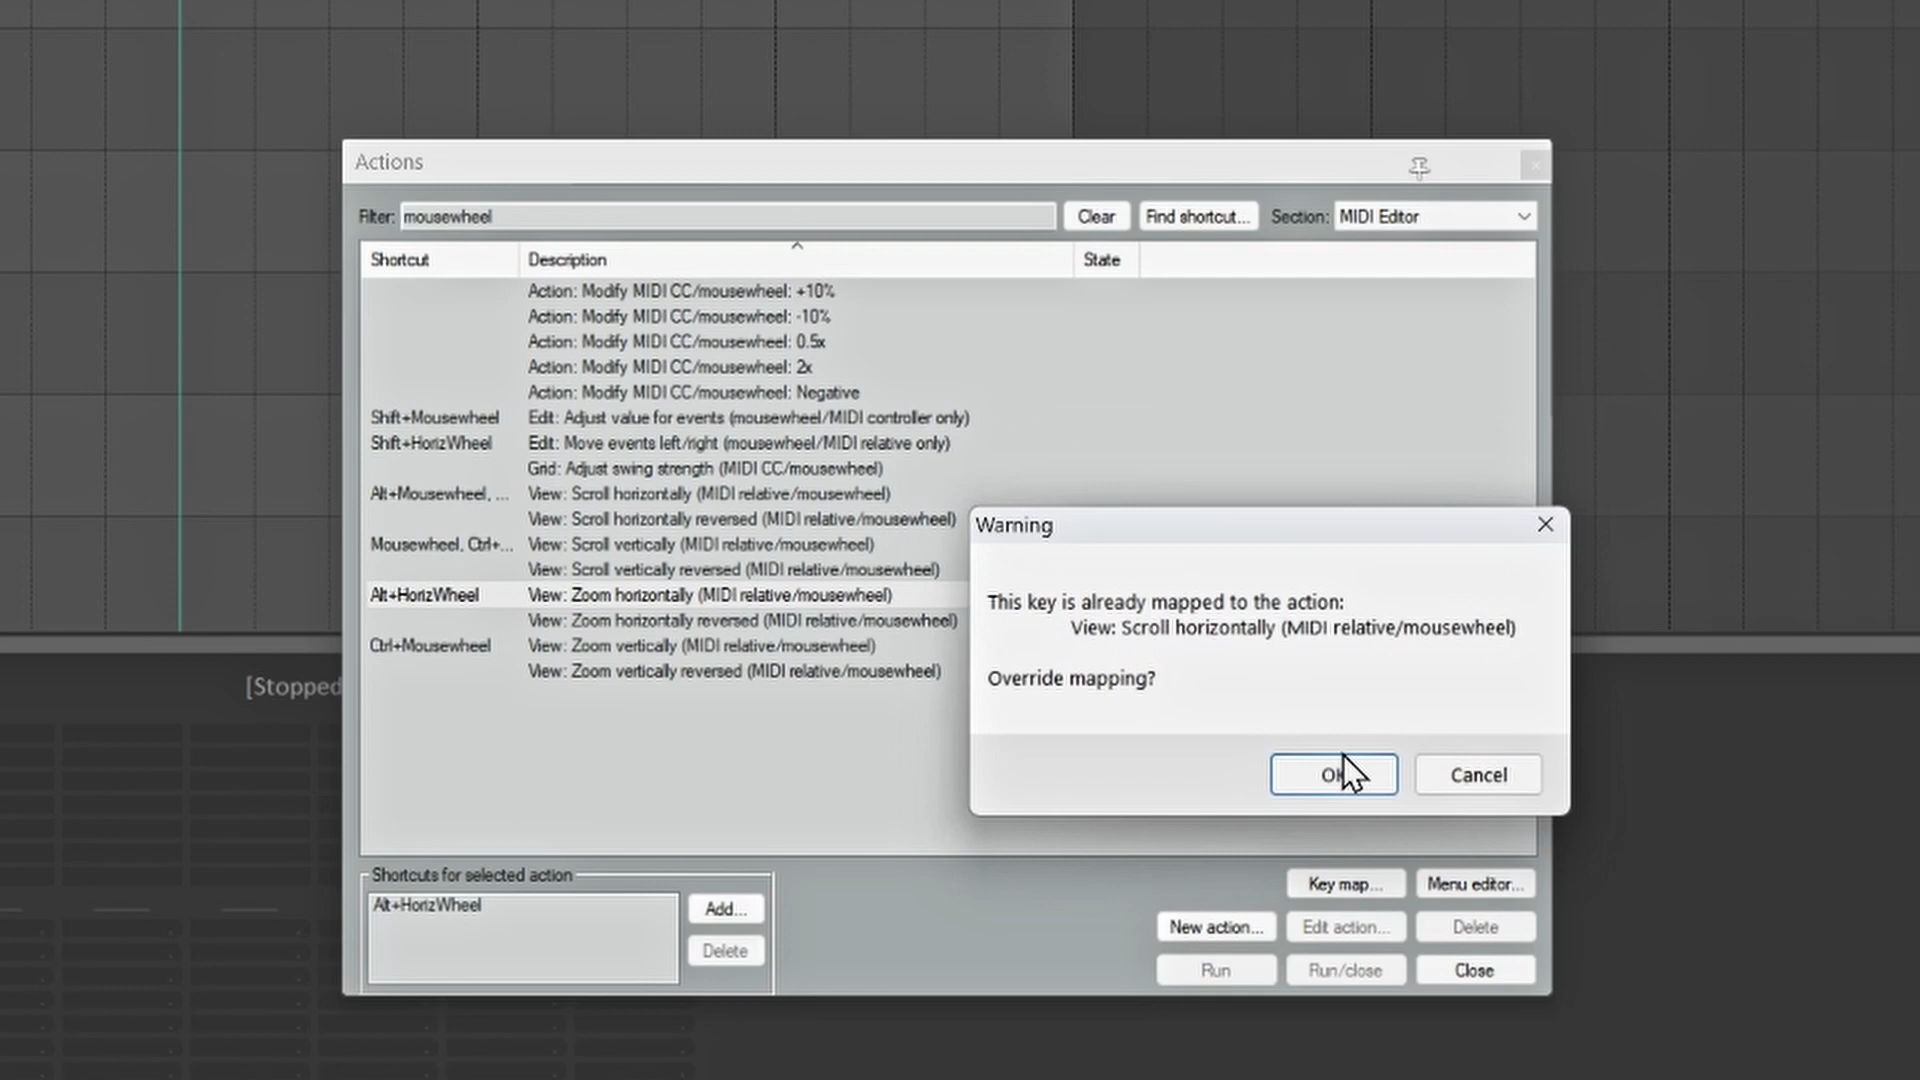 Actions
Filter: mousewheel Clear Find shortcut... Section: MIDI Editor
Shortcut Description State
Action: Modify MIDI CC/mousewheel: +10%
Action: Modify MIDI CC/mousewheel: -10%
Action: Modify MIDI CC/mousewheel: 0.5x
Action: Modify MIDI CC/mousewheel: 2x
Action: Modify MIDI CC/mousewheel: Negative
Shift+Mousewheel Edit: Adjust value for events (mousewheel/MIDI controller only)
Shift+HorizWheel Edit: Move events left/right (mousewheel/MIDI relative only)
Grid: Adjust swing strength (MIDI CC/mousewheel)
Alt+Mousewheel, ... View: Scroll horizontally (MIDI relative/mousewheel)
View: Scroll horizontally reversed (MIDI relative/mousewheel)
Mousewheel, Ctrl+... View: Scroll vertically (MIDI relative/mousewheel)
View: Scroll vertically reversed (MIDI relative/mousewheel)
Alt+HorizWheel View: Zoom horizontally (MIDI relative/mousewheel)
View: Zoom horizontally reversed (MIDI relative/mousewheel)
Ctrl+Mousewheel View: Zoom vertically (MIDI relative/mousewheel)
View: Zoom vertically reversed (MIDI relative/mousewheel)
Warning
This key is already mapped to the action:
View: Scroll horizontally (MIDI relative/mousewheel)
Override mapping?
OK Cancel
[Stopped
Shortcuts for selected action
Alt+HorizWheel
Add...
Delete
Key map... Menu editor...
New action... Edit action... Delete
Run Run/close Close